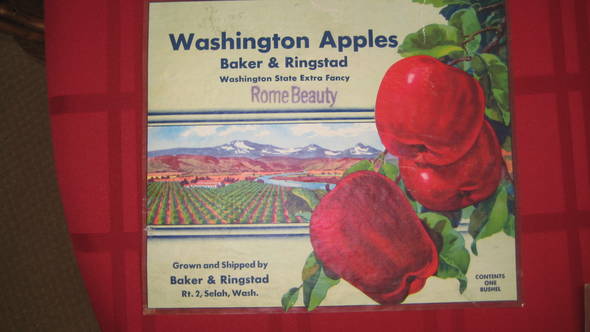 Washington Apples
Baker & Ringstad
Washington State Extra Fancy
Rome Beauty
Grown and Shipped by
Baker & Ringstad
Rt. 2, Selah, Wash.
CONTENTS
ONE
BUSHEL